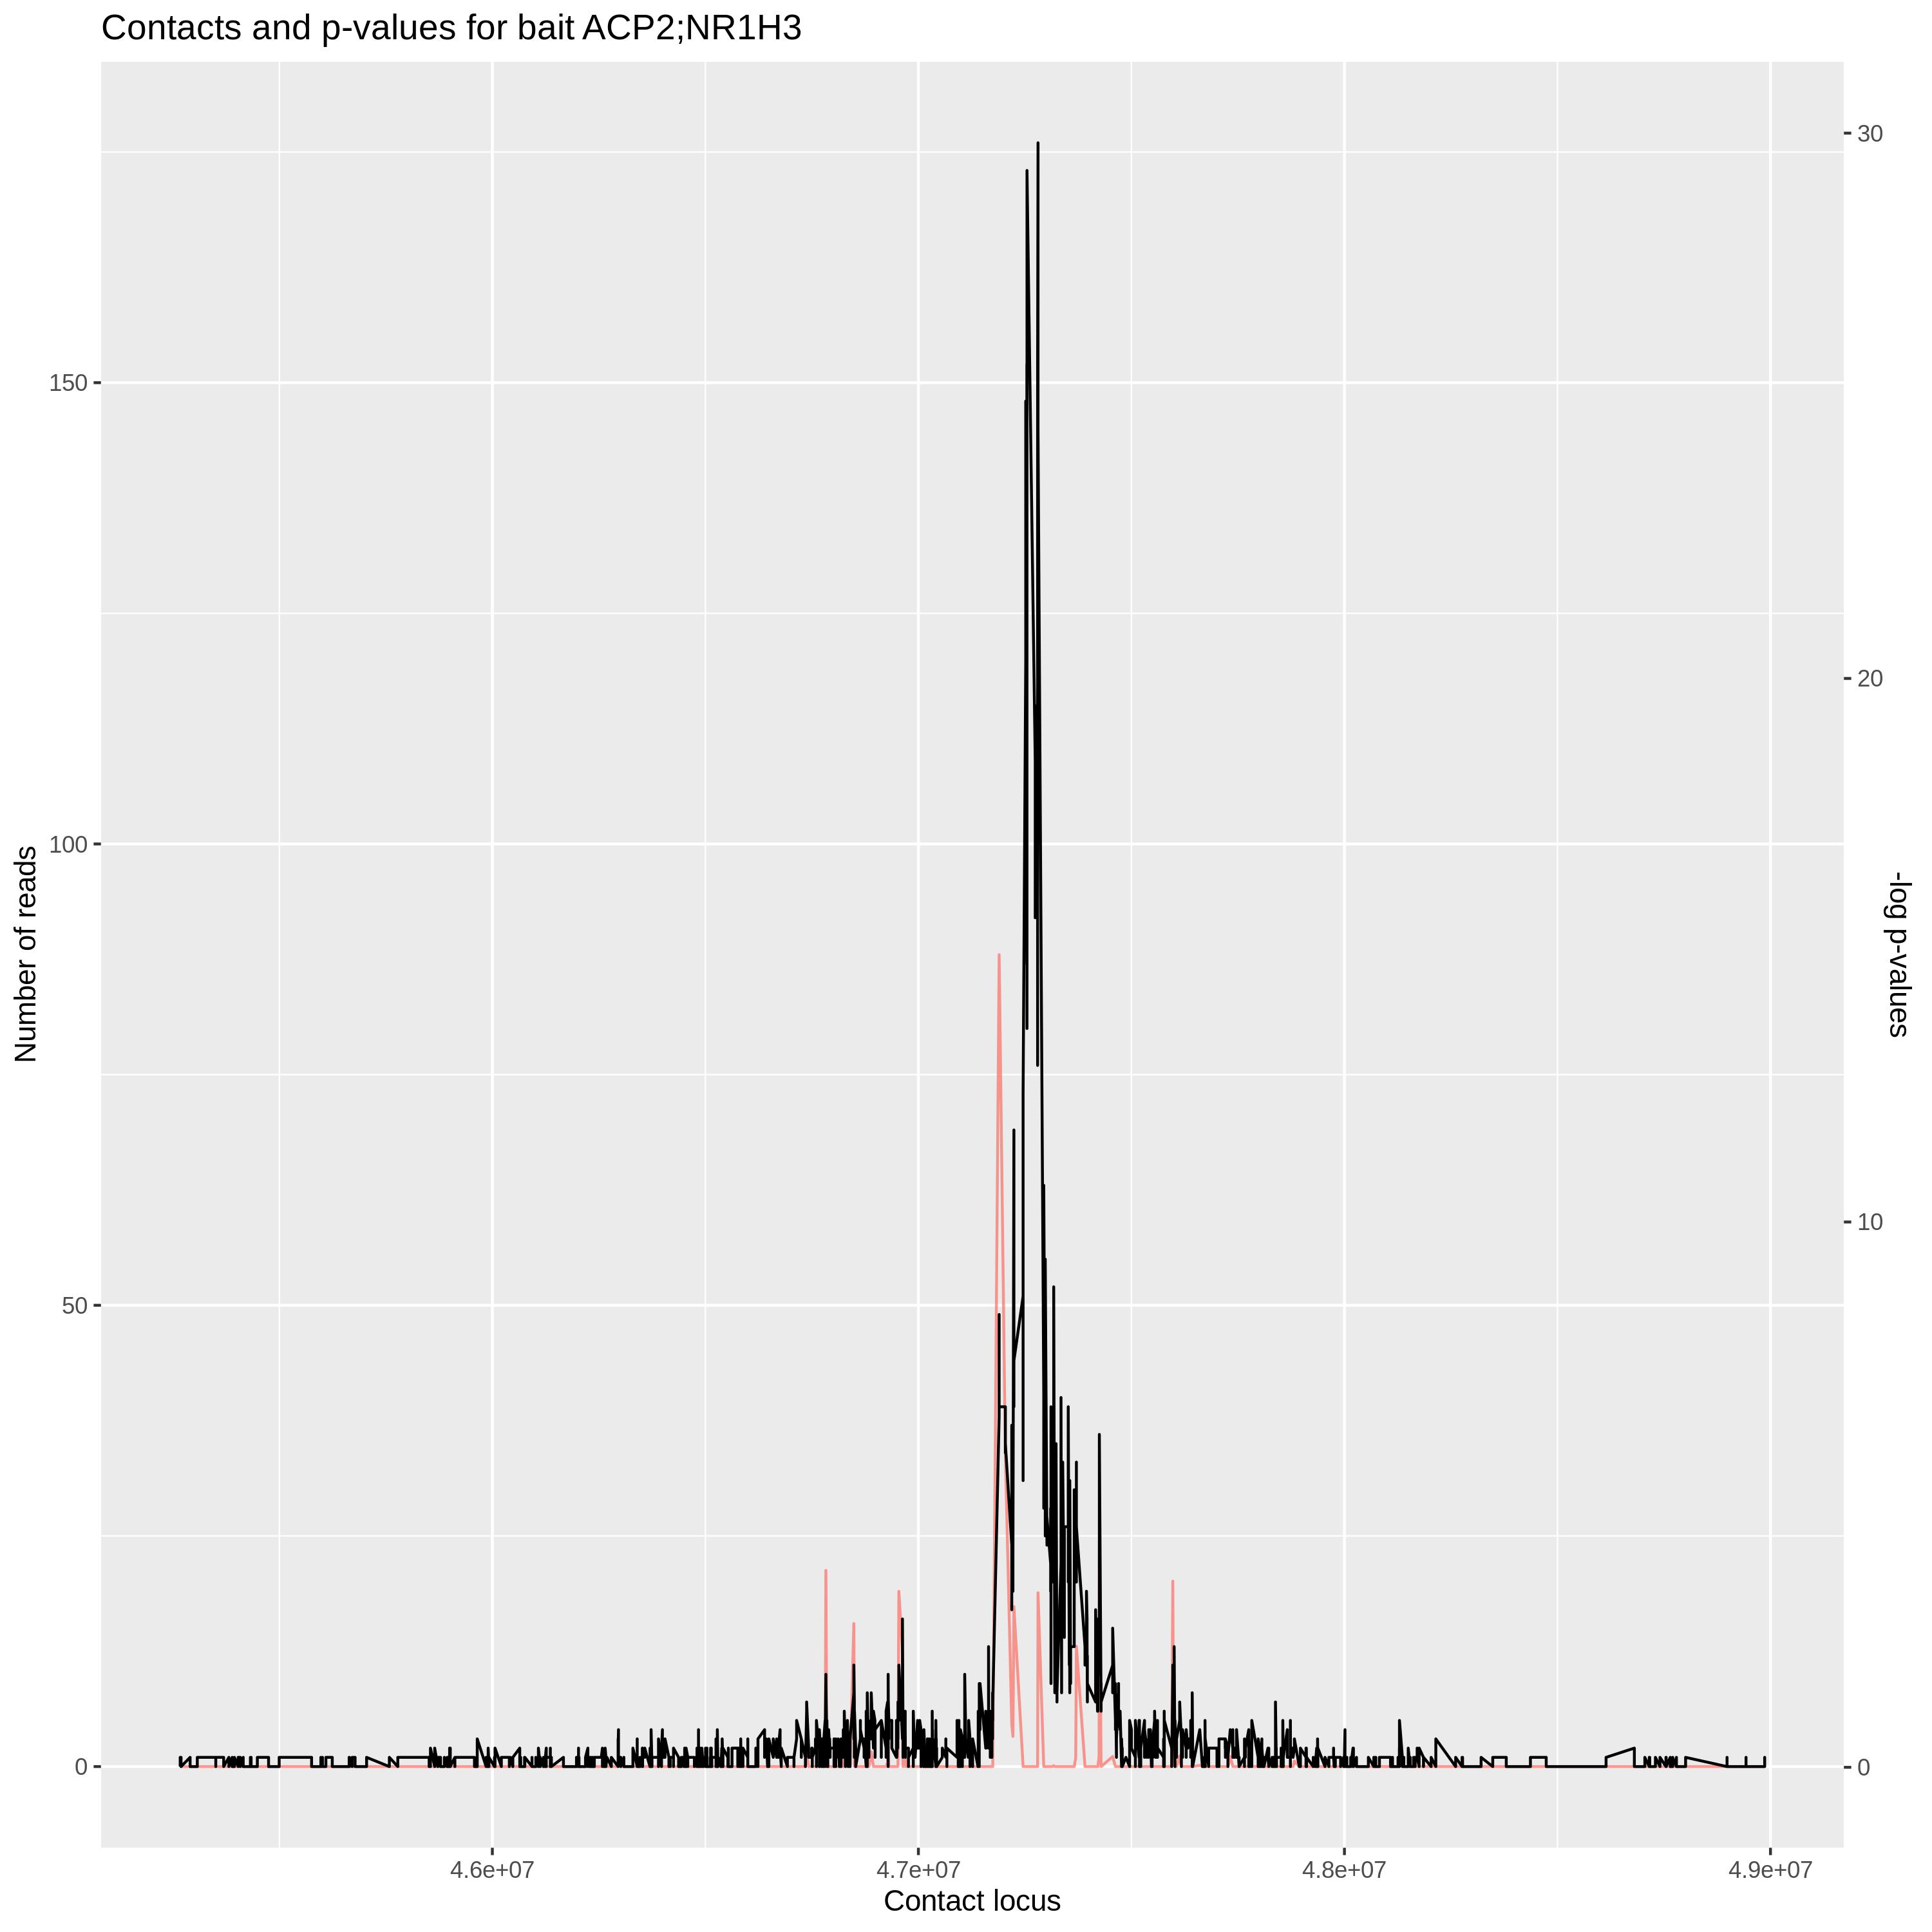 Contacts and p-values for bait ACP2;NR1H3
Number of reads
150
100
50
0
30
20
10
0
-log p-values
4.6e+07
4.7e+07
4.8e+07
4.9e+07
Contact locus